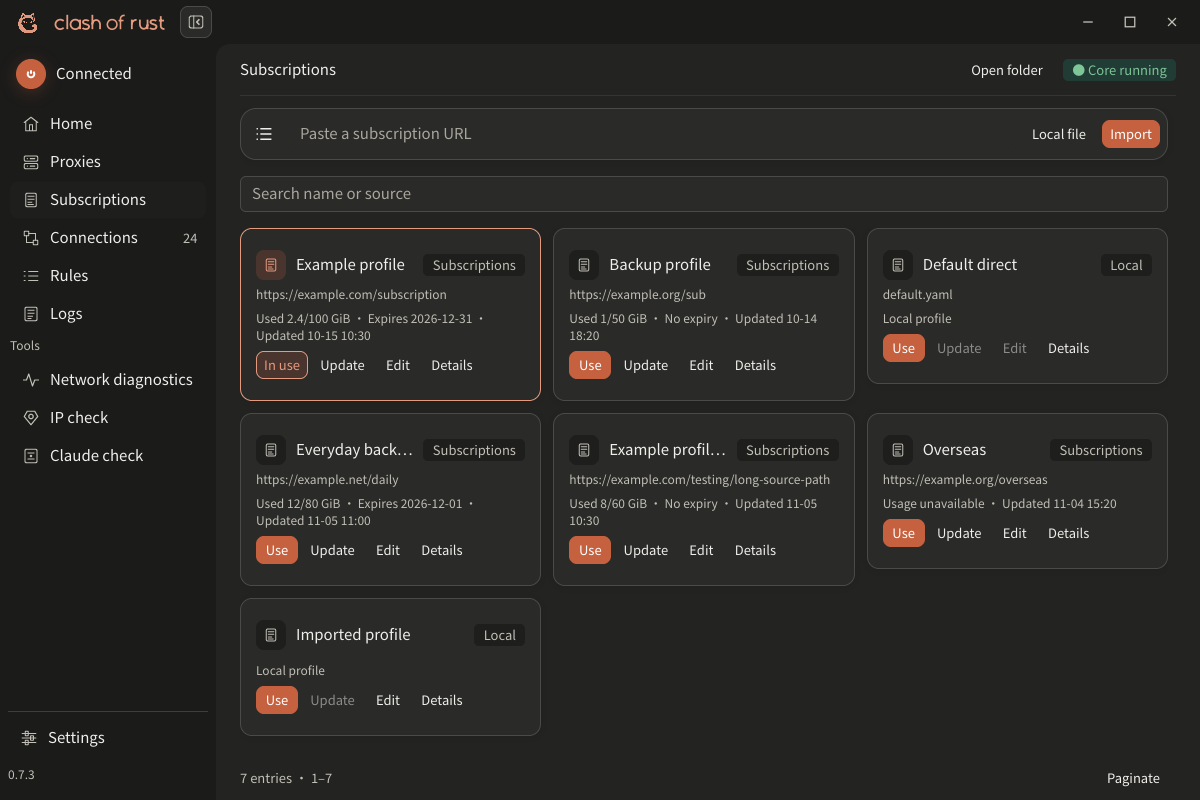 clash of rust
Connected
Home
Proxies
Subscriptions
Connections 24
Rules
Logs
Tools
Network diagnostics
IP check
Claude check
Settings
0.7.3
Subscriptions
Open folder
Core running
Paste a subscription URL
Local file
Import
Search name or source
Example profile
Subscriptions
https://example.com/subscription
Used 2.4/100 GiB • Expires 2026-12-31 •
Updated 10-15 10:30
In use Update Edit Details
Backup profile
Subscriptions
https://example.org/sub
Used 1/50 GiB • No expiry • Updated 10-14
18:20
Use Update Edit Details
Default direct
Local
default.yaml
Local profile
Use Update Edit Details
Everyday back…
Subscriptions
https://example.net/daily
Used 12/80 GiB • Expires 2026-12-01 •
Updated 11-05 11:00
Use Update Edit Details
Example profil…
Subscriptions
https://example.com/testing/long-source-path
Used 8/60 GiB • No expiry • Updated 11-05
10:30
Use Update Edit Details
Overseas
Subscriptions
https://example.org/overseas
Usage unavailable • Updated 11-04 15:20
Use Update Edit Details
Imported profile
Local
Local profile
Use Update Edit Details
7 entries • 1–7
Paginate